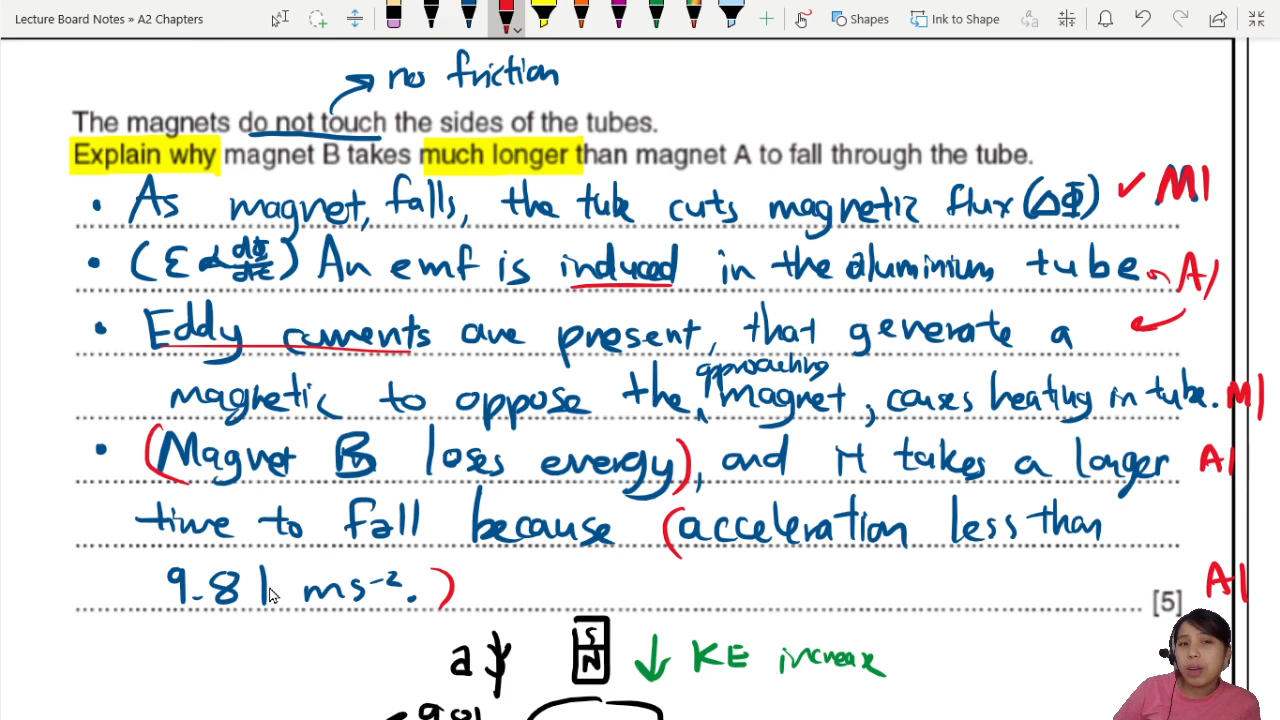 Lecture Board Notes » A2 Chapters
Shapes
Ink to Shape
no friction
The magnets do not touch the sides of the tubes.
Explain why magnet B takes much longer than magnet A to fall through the tube.
• As magnet, falls, the tube cuts magnetic flux (ΔΦ) ✓ M1
• (ε ∝ dΦ/dt) An emf is induced in the aluminium tube. A1
• Eddy currents are present, that generate a
approaching
magnetic to oppose the magnet, causes heating in tube. M1
• (Magnet B loses energy), and it takes a longer A1
time to fall because (acceleration less than
9.81 ms⁻².) A1
[5]
a ↓ S N ↓ KE increase
< 9.81